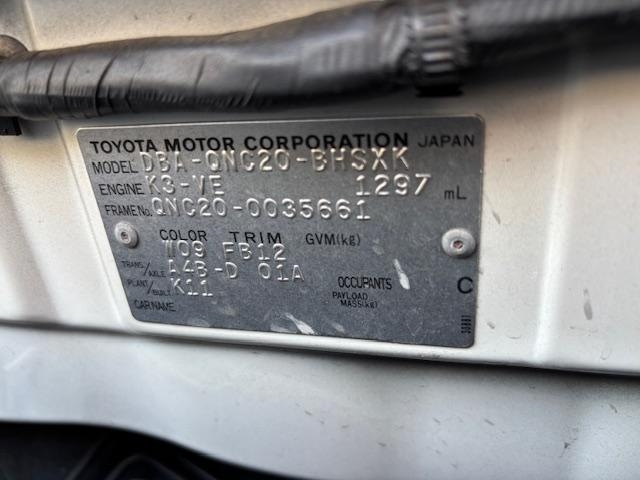 TOYOTA MOTOR CORPORATION JAPAN
MODEL DBA-QNC20-BHSXK
ENGINE K3-VE 1297 mL
FRAME No. QNC20-0035661
COLOR TRIM GVM(kg)
W09 FB12
TRANS./AXLE A4B-D 01A OCCUPANTS C
PLANT/BUILT K11 PAYLOAD MASS(kg)
CAR NAME